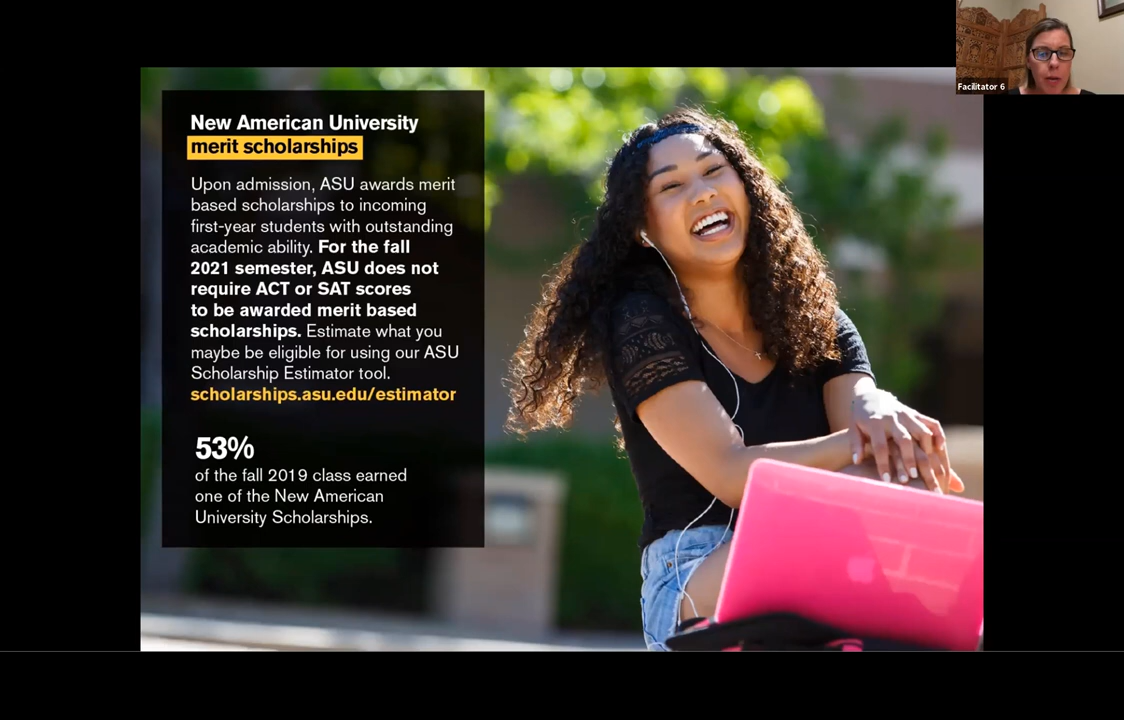 New American University
merit scholarships
Upon admission, ASU awards merit
based scholarships to incoming
first-year students with outstanding
academic ability. For the fall
2021 semester, ASU does not
require ACT or SAT scores
to be awarded merit based
scholarships. Estimate what you
maybe be eligible for using our ASU
Scholarship Estimator tool.
scholarships.asu.edu/estimator
53%
of the fall 2019 class earned
one of the New American
University Scholarships.
Facilitator 6